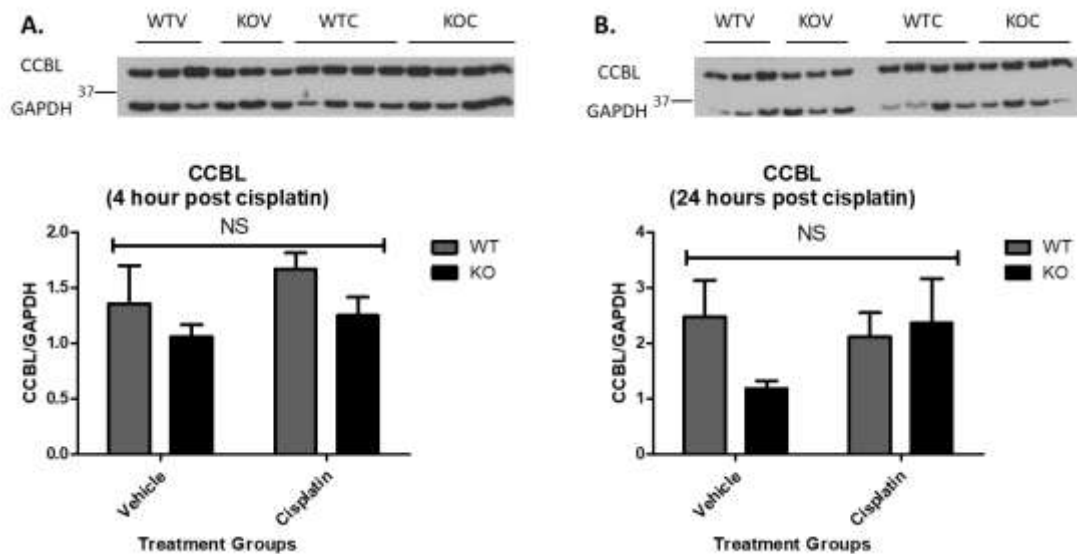 A.
WTV KOV WTC KOC
CCBL
37
GAPDH
CCBL
(4 hour post cisplatin)
NS
WT
KO
2.0
1.5
1.0
0.5
0.0
CCBL/GAPDH
Vehicle
Cisplatin
Treatment Groups
B.
WTV KOV WTC KOC
CCBL
37
GAPDH
CCBL
(24 hours post cisplatin)
NS
WT
KO
4
3
2
1
0
CCBL/GAPDH
Vehicle
Cisplatin
Treatment Groups